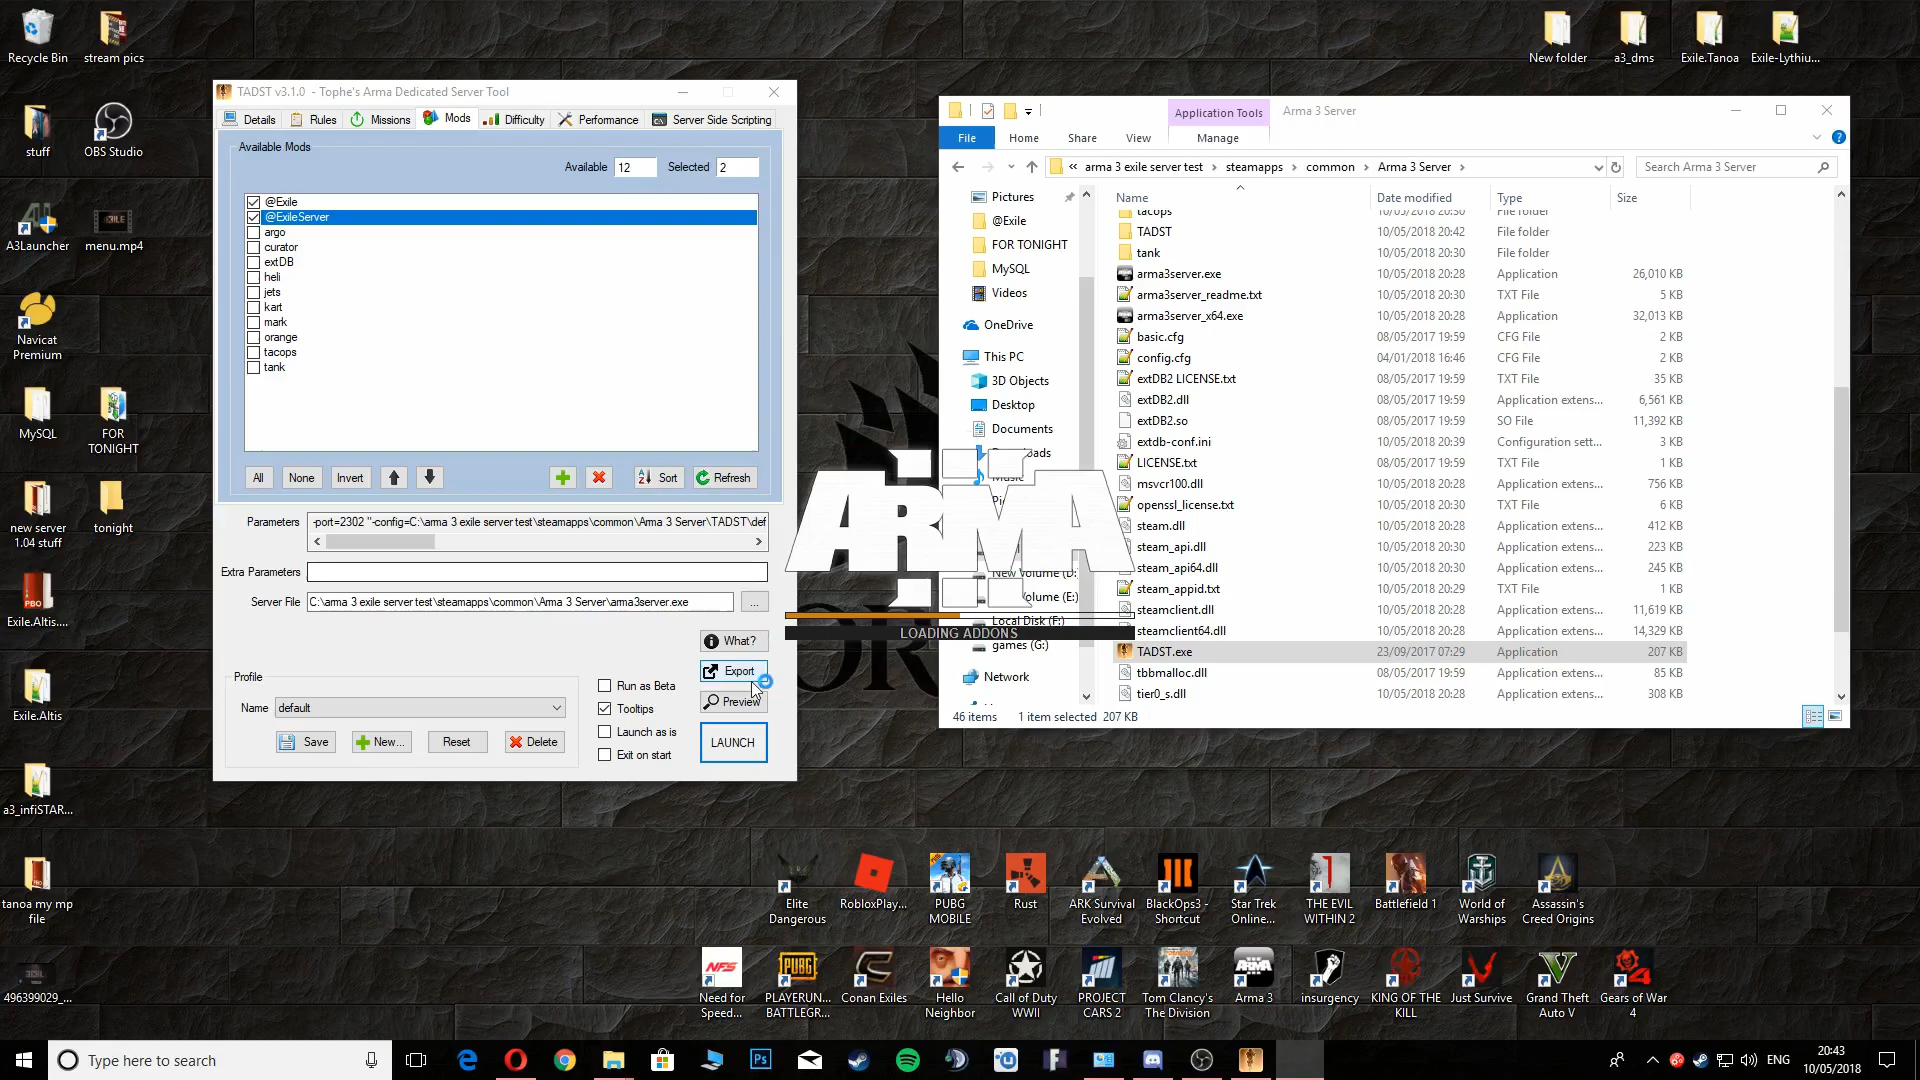 Recycle Bin
stream pics
stuff
OBS Studio
A3Launcher
menu.mp4
Navicat
Premium
MySQL
FOR
TONIGHT
new server
1.04 stuff
tonight
Exile.Altis....
Exile.Altis
a3_infiSTAR...
tanoa my mp
file
496399029_...
New folder
a3_dms
Exile.Tanoa
Exile-Lythiu...
TADST v3.1.0 - Tophe's Arma Dedicated Server Tool
Details
Rules
Missions
Mods
Difficulty
Performance
Server Side Scripting
Available Mods
Available 12 Selected 2
@Exile
@ExileServer
argo
curator
extDB
heli
jets
kart
mark
orange
tacops
tank
All
None
Invert
Sort
Refresh
Parameters -port=2302 "-config=C:\arma 3 exile server test\steamapps\common\Arma 3 Server\TADST\def
Extra Parameters
Server File C:\arma 3 exile server test\steamapps\common\Arma 3 Server\arma3server.exe ...
What?
Export
Preview
LAUNCH
Profile
Name default
Save
New...
Reset
Delete
Run as Beta
Tooltips
Launch as is
Exit on start
ARMA
LOADING ADDONS
Application Tools
Arma 3 Server
File
Home
Share
View
Manage
« arma 3 exile server test › steamapps › common › Arma 3 Server ›
Search Arma 3 Server
Pictures
@Exile
FOR TONIGHT
MySQL
Videos
OneDrive
This PC
3D Objects
Desktop
Documents
Local Disk (F:)
games (G:)
Network
Name Date modified Type Size
tacops 10/05/2018 20:30 File folder
TADST 10/05/2018 20:42 File folder
tank 10/05/2018 20:30 File folder
arma3server.exe 10/05/2018 20:28 Application 26,010 KB
arma3server_readme.txt 10/05/2018 20:30 TXT File 5 KB
arma3server_x64.exe 10/05/2018 20:28 Application 32,013 KB
basic.cfg 08/05/2017 19:59 CFG File 2 KB
config.cfg 04/01/2018 16:46 CFG File 2 KB
extDB2 LICENSE.txt 08/05/2017 19:59 TXT File 35 KB
extDB2.dll 08/05/2017 19:59 Application extens... 6,561 KB
extDB2.so 08/05/2017 19:59 SO File 11,392 KB
extdb-conf.ini 10/05/2018 20:39 Configuration sett... 3 KB
LICENSE.txt 08/05/2017 19:59 TXT File 1 KB
msvcr100.dll 08/05/2017 19:59 Application extens... 756 KB
openssl_license.txt 08/05/2017 19:59 TXT File 6 KB
steam.dll 10/05/2018 20:28 Application extens... 412 KB
steam_api.dll 10/05/2018 20:30 Application extens... 223 KB
steam_api64.dll 10/05/2018 20:28 Application extens... 245 KB
steam_appid.txt 10/05/2018 20:29 TXT File 1 KB
steamclient.dll 10/05/2018 20:28 Application extens... 11,619 KB
steamclient64.dll 10/05/2018 20:28 Application extens... 14,329 KB
TADST.exe 23/09/2017 07:29 Application 207 KB
tbbmalloc.dll 08/05/2017 19:59 Application extens... 85 KB
tier0_s.dll 10/05/2018 20:28 Application extens... 308 KB
46 items 1 item selected 207 KB
Elite
Dangerous
RobloxPlay...
PUBG
MOBILE
Rust
ARK Survival
Evolved
BlackOps3 -
Shortcut
Star Trek
Online...
THE EVIL
WITHIN 2
Battlefield 1
World of
Warships
Assassin's
Creed Origins
Need for
Speed...
PLAYERUN...
BATTLEGR...
Conan Exiles
Hello
Neighbor
Call of Duty
WWII
PROJECT
CARS 2
Tom Clancy's
The Division
Arma 3
insurgency
KING OF THE
KILL
Just Survive
Grand Theft
Auto V
Gears of War
4
Type here to search
ENG
20:43
10/05/2018